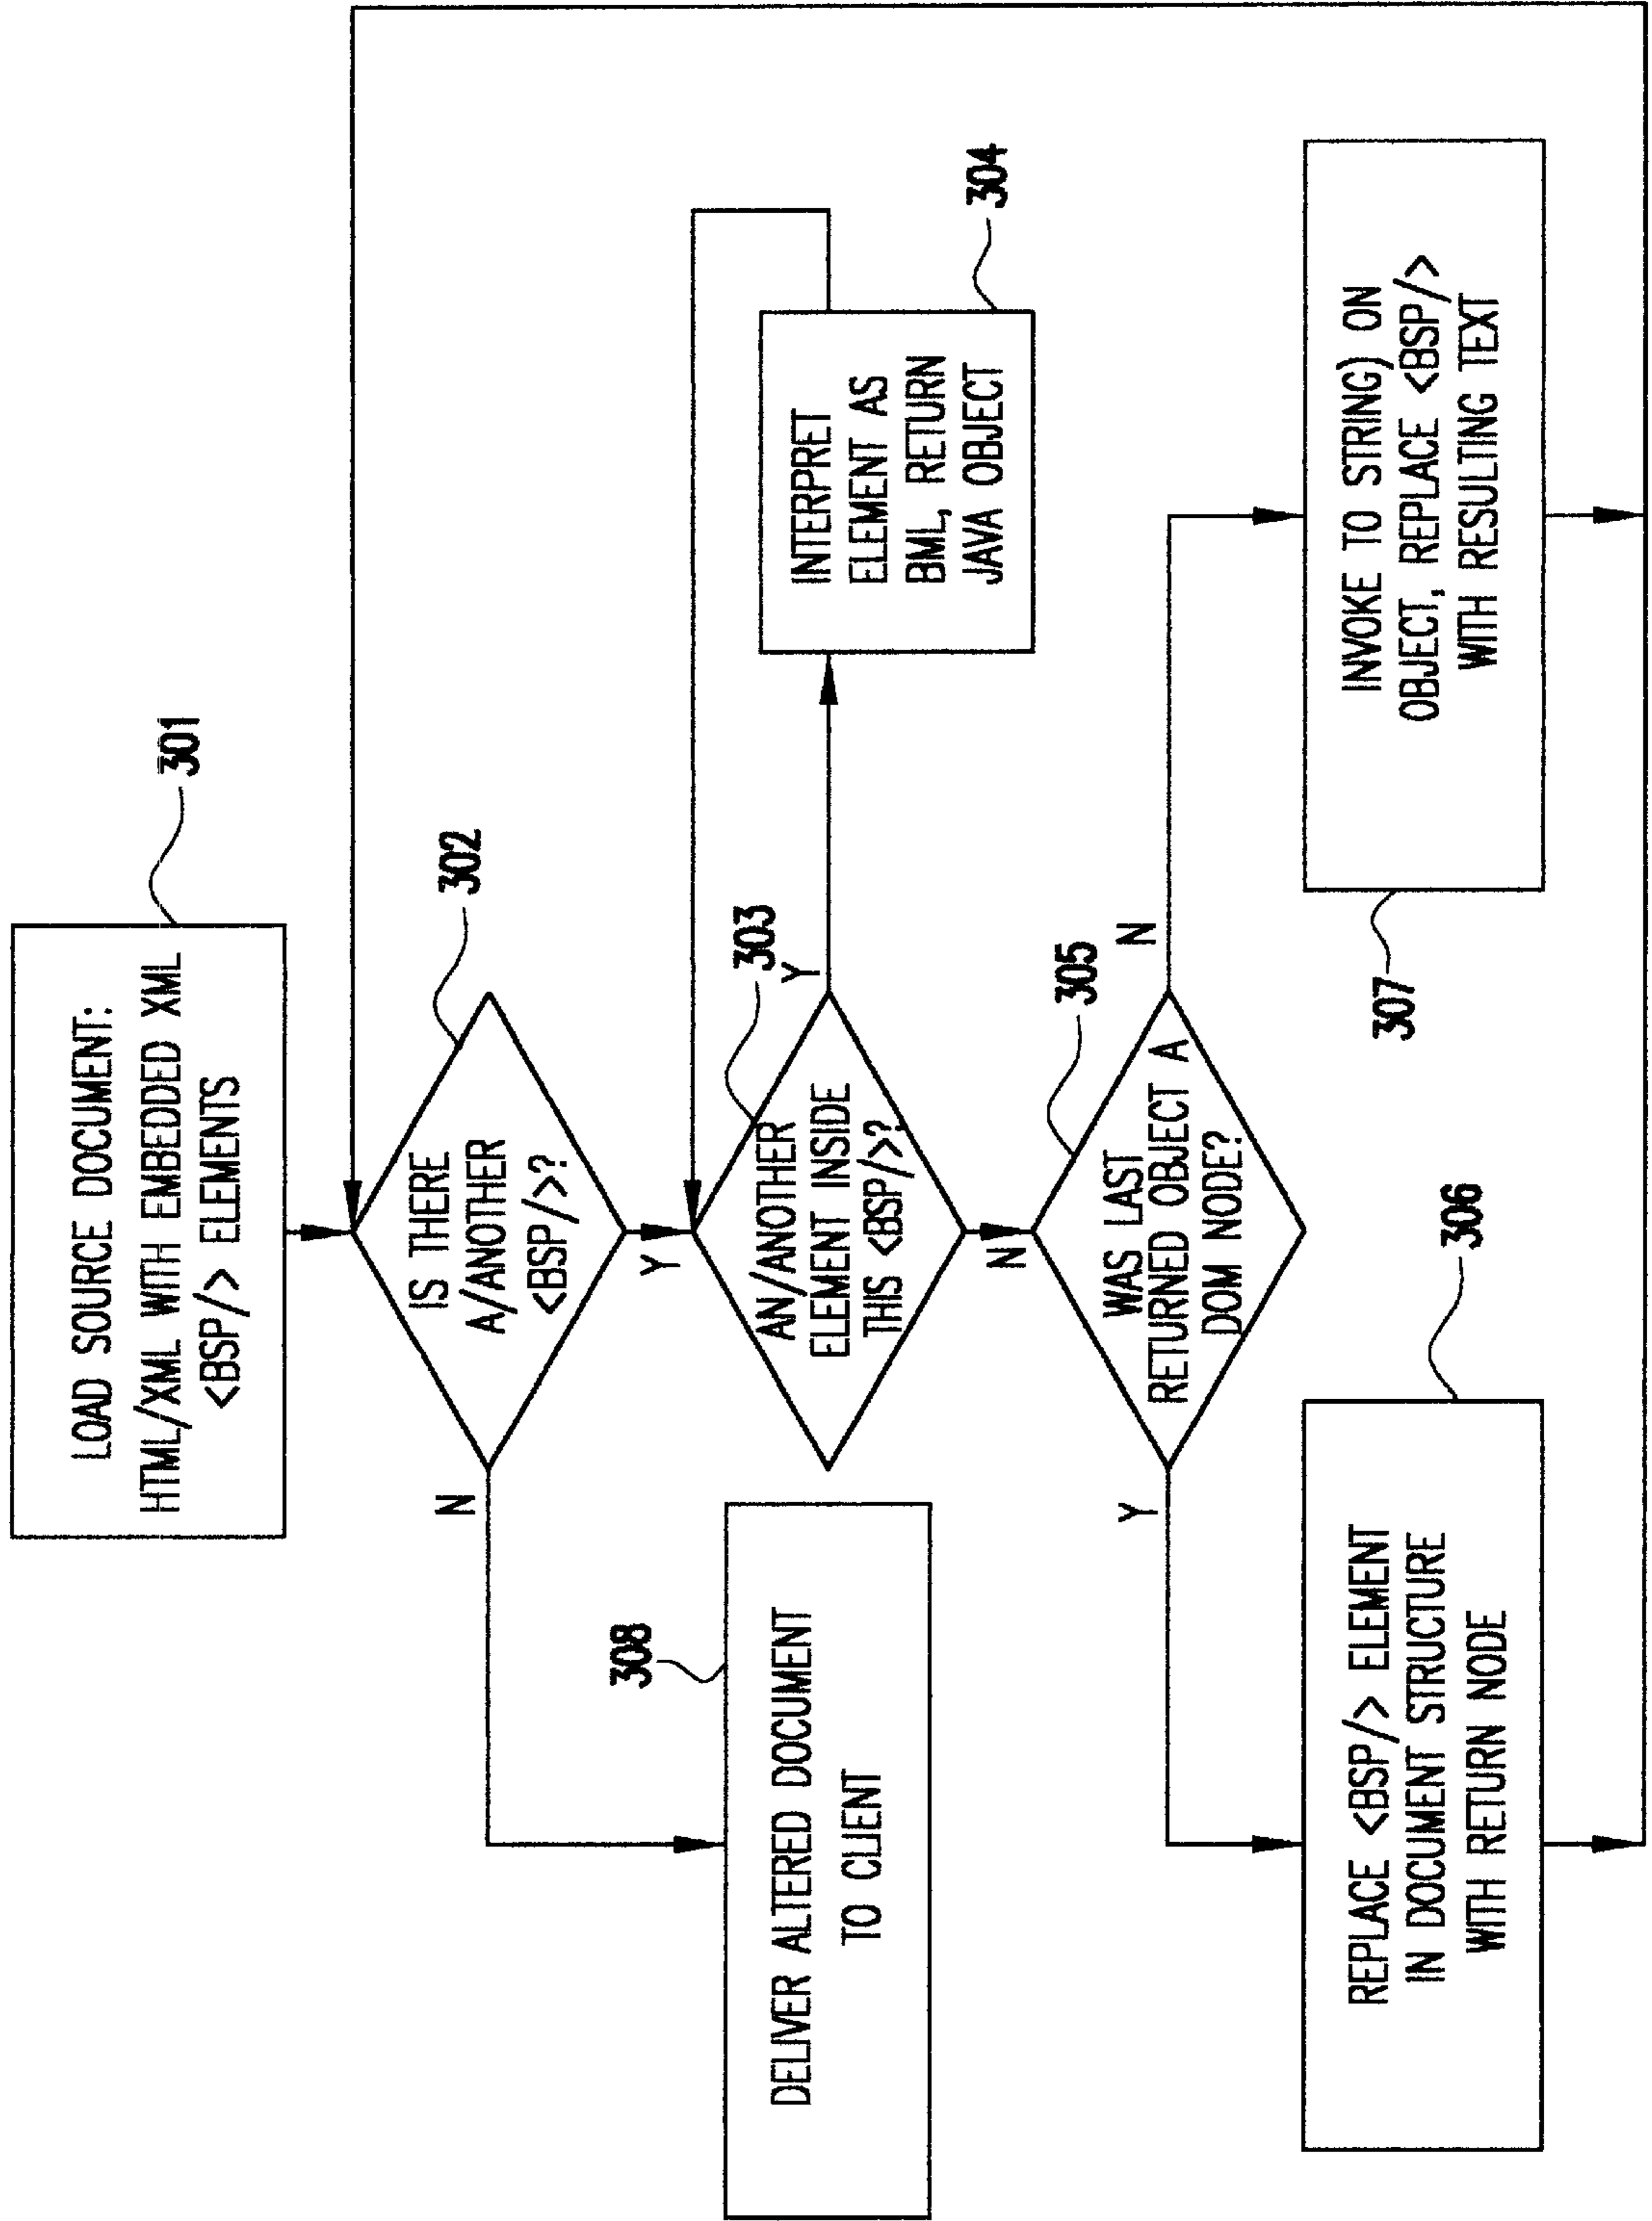 LOAD SOURCE DOCUMENT:
HTML/XML WITH EMBEDDED XML
<BSP/> ELEMENTS
301
IS THERE
A/ANOTHER
<BSP/>?
302
N
Y
DELIVER ALTERED DOCUMENT
TO CLIENT
308
AN/ANOTHER
ELEMENT INSIDE
THIS <BSP/>?
303
Y
N
INTERPRET
ELEMENT AS
BML, RETURN
JAVA OBJECT
304
WAS LAST
RETURNED OBJECT A
DOM NODE?
305
Y
N
REPLACE <BSP/> ELEMENT
IN DOCUMENT STRUCTURE
WITH RETURN NODE
306
INVOKE TO STRING) ON
OBJECT, REPLACE <BSP/>
WITH RESULTING TEXT
307